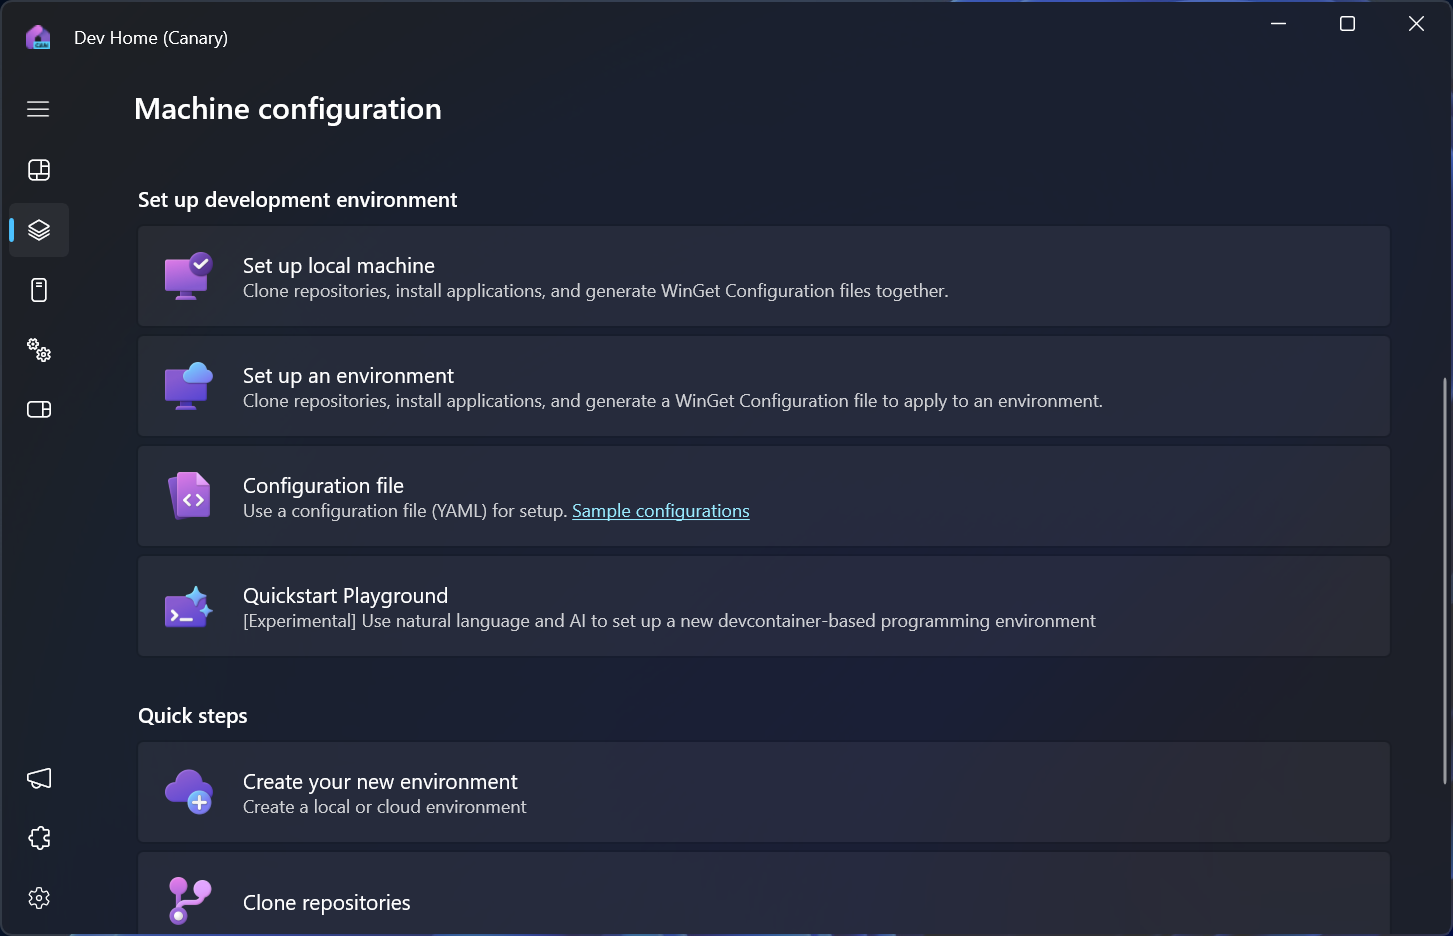 Dev Home (Canary)
Machine configuration
Set up development environment
Set up local machine
Clone repositories, install applications, and generate WinGet Configuration files together.
Set up an environment
Clone repositories, install applications, and generate a WinGet Configuration file to apply to an environment.
Configuration file
Use a configuration file (YAML) for setup. Sample configurations
Quickstart Playground
[Experimental] Use natural language and AI to set up a new devcontainer-based programming environment
Quick steps
Create your new environment
Create a local or cloud environment
Clone repositories